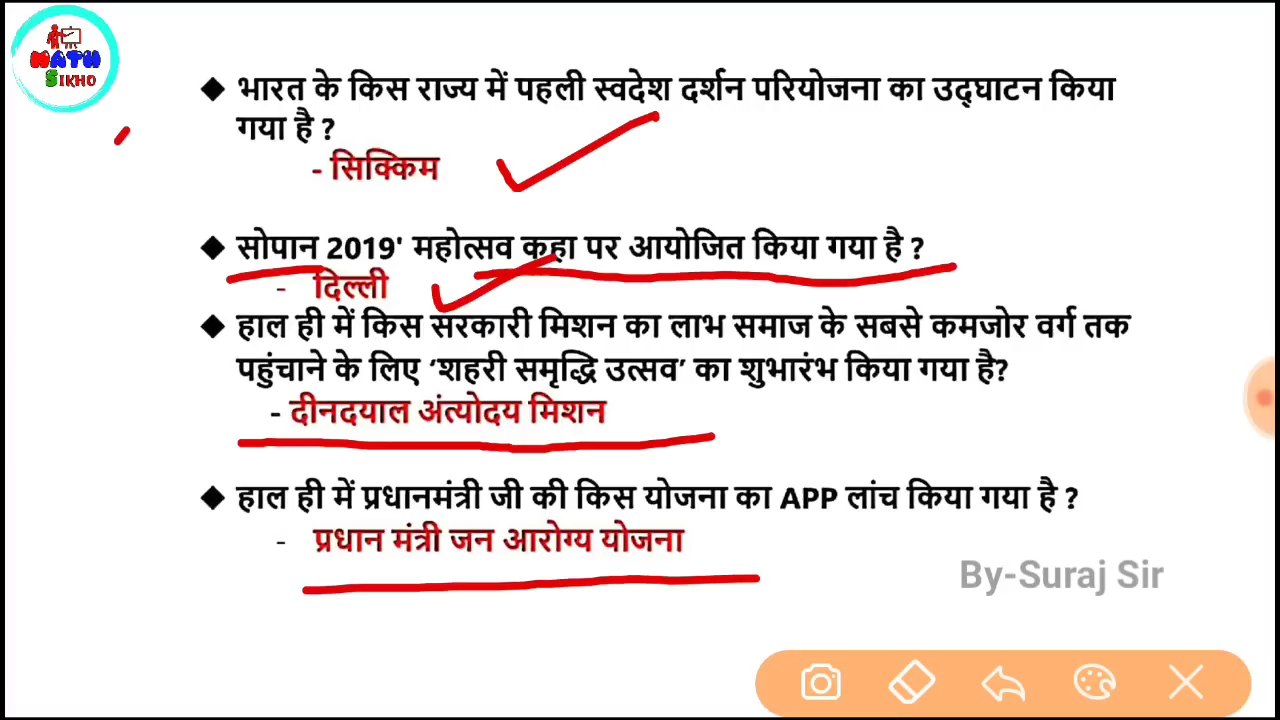 MATH
SIKHO
◆ भारत के किस राज्य में पहली स्वदेश दर्शन परियोजना का उद्घाटन किया
गया है ?
- सिक्किम
◆ सोपान 2019' महोत्सव कहा पर आयोजित किया गया है ?
- दिल्ली
◆ हाल ही में किस सरकारी मिशन का लाभ समाज के सबसे कमजोर वर्ग तक
पहुंचाने के लिए ‘शहरी समृद्धि उत्सव’ का शुभारंभ किया गया है?
- दीनदयाल अंत्योदय मिशन
◆ हाल ही में प्रधानमंत्री जी की किस योजना का APP लांच किया गया है ?
- प्रधान मंत्री जन आरोग्य योजना
By-Suraj Sir